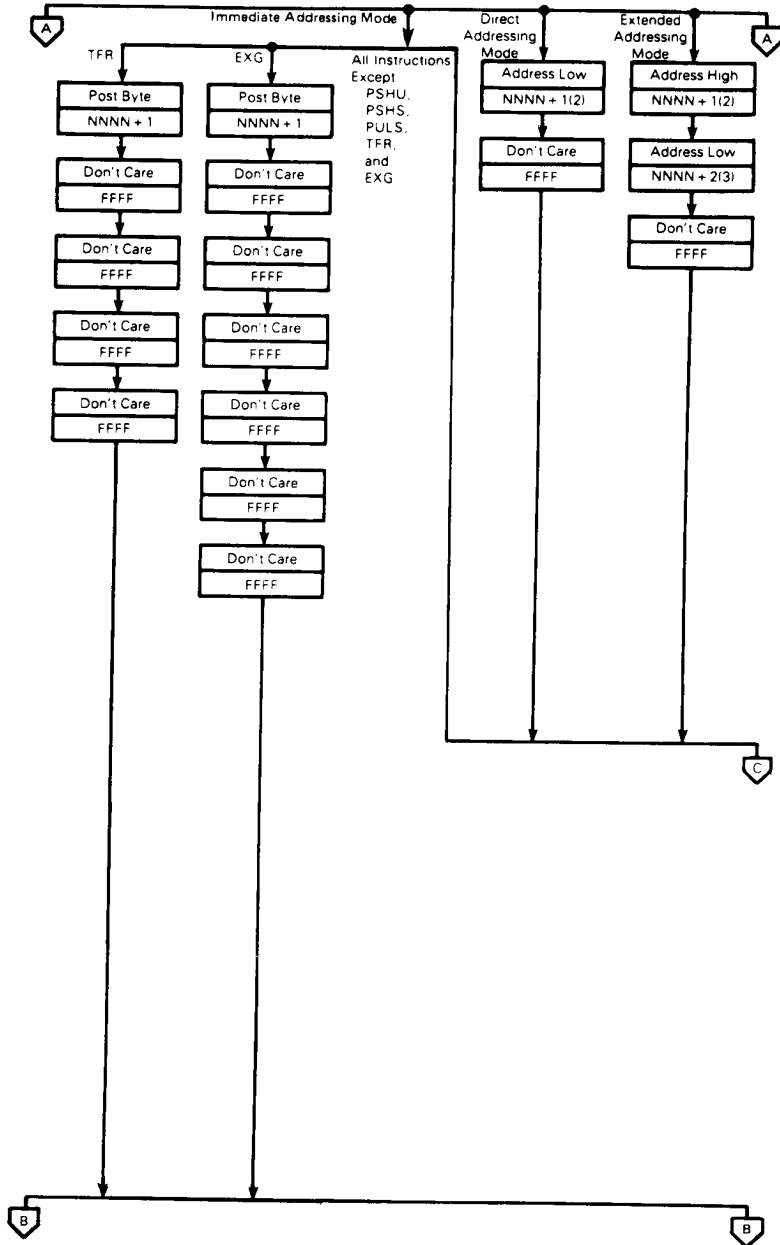 A
Immediate Addressing Mode
Direct
Addressing
Mode
Extended
Addressing
Mode
A
TFR
EXG
All Instructions
Except
PSHU,
PSHS,
PULS,
TFR,
and
EXG
Post Byte
NNNN + 1
Don't Care
FFFF
Don't Care
FFFF
Don't Care
FFFF
Don't Care
FFFF
Post Byte
NNNN + 1
Don't Care
FFFF
Don't Care
FFFF
Don't Care
FFFF
Don't Care
FFFF
Don't Care
FFFF
Don't Care
FFFF
Address Low
NNNN + 1(2)
Don't Care
FFFF
Address High
NNNN + 1(2)
Address Low
NNNN + 2(3)
Don't Care
FFFF
C
B
B